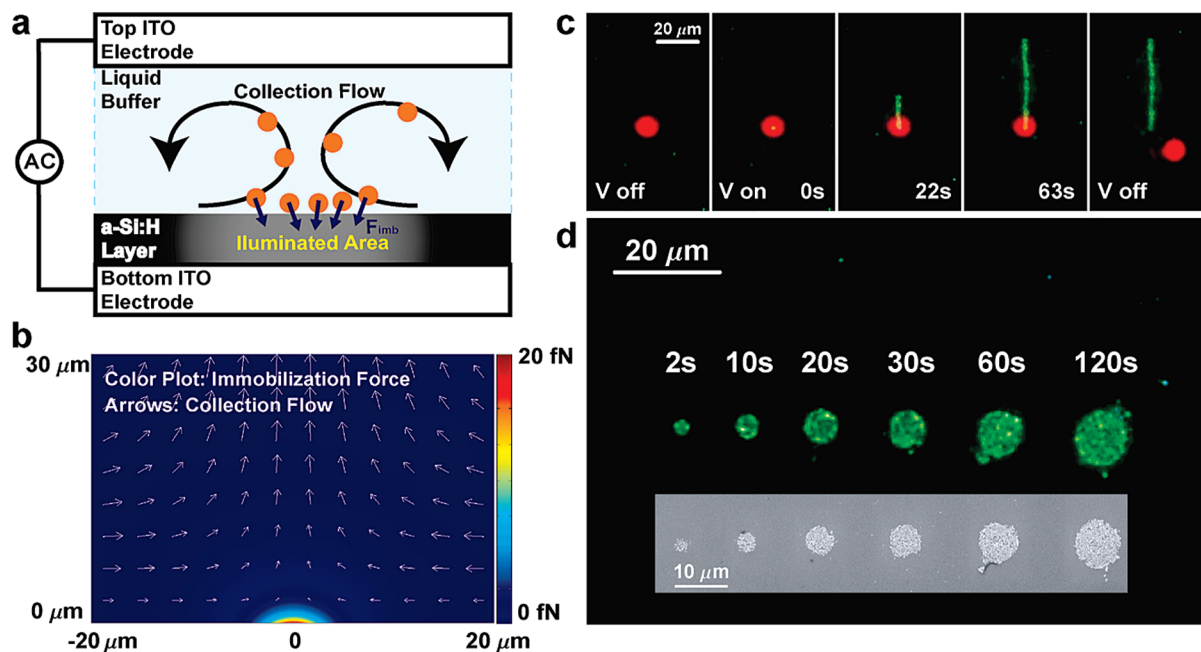 a
Top ITO
Electrode
Liquid
Buffer
Collection Flow
AC
Fimb
a-Si:H
Layer
Iluminated Area
Bottom ITO
Electrode
b
30 μm
Color Plot: Immobilization Force
Arrows: Collection Flow
20 fN
0 μm
0 fN
-20 μm
0
20 μm
c
20 μm
V off
V on 0s
22s
63s
V off
d
20 μm
2s 10s 20s 30s 60s 120s
10 μm